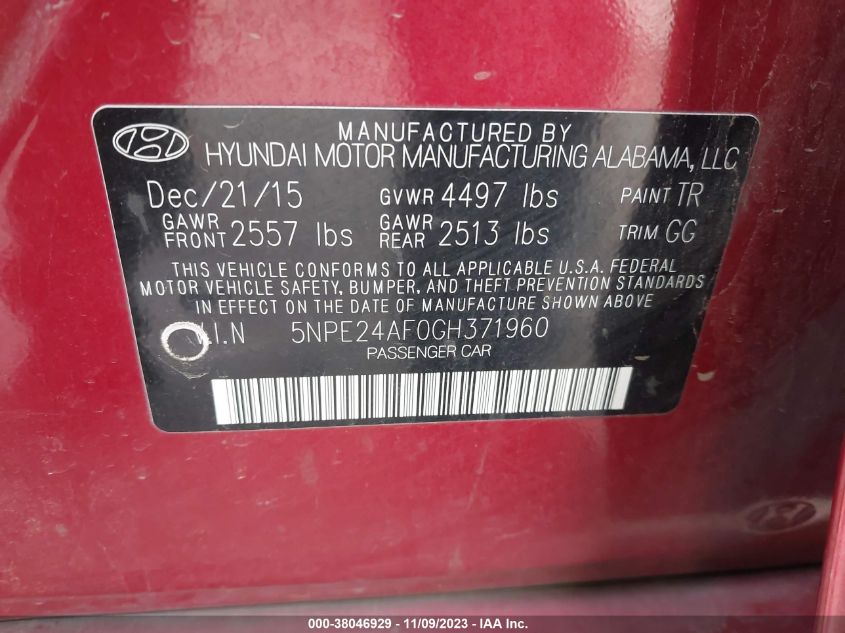 MANUFACTURED BY
HYUNDAI MOTOR MANUFACTURING ALABAMA, LLC
Dec/21/15 GVWR 4497 lbs PAINT TR
GAWR FRONT 2557 lbs GAWR REAR 2513 lbs TRIM GG
THIS VEHICLE CONFORMS TO ALL APPLICABLE U.S.A. FEDERAL
MOTOR VEHICLE SAFETY, BUMPER, AND THEFT PREVENTION STANDARDS
IN EFFECT ON THE DATE OF MANUFACTURE SHOWN ABOVE
V.I.N 5NPE24AF0GH371960
PASSENGER CAR
000-38046929 - 11/09/2023 - IAA Inc.